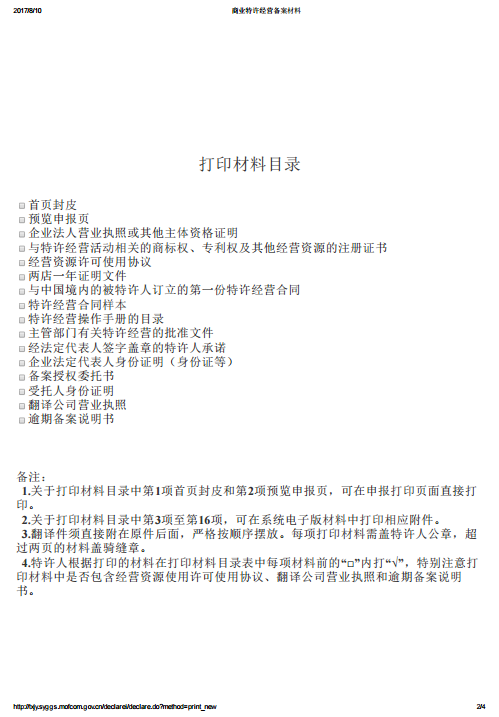 2017/8/10 商业特许经营备案材料
打印材料目录
首页封皮
预览申报页
企业法人营业执照或其他主体资格证明
与特许经营活动相关的商标权、专利权及其他经营资源的注册证书
经营资源许可使用协议
两店一年证明文件
与中国境内的被特许人订立的第一份特许经营合同
特许经营合同样本
特许经营操作手册的目录
主管部门有关特许经营的批准文件
经法定代表人签字盖章的特许人承诺
企业法定代表人身份证明（身份证等）
备案授权委托书
受托人身份证明
翻译公司营业执照
逾期备案说明书
备注：
1.关于打印材料目录中第1项首页封皮和第2项预览申报页，可在申报打印页面直接打
印。
2.关于打印材料目录中第3项至第16项，可在系统电子版材料中打印相应附件。
3.翻译件须直接附在原件后面，严格按顺序摆放。每项打印材料需盖特许人公章，超
过两页的材料盖骑缝章。
4.特许人根据打印的材料在打印材料目录表中每项材料前的“□”内打“√”，特别注意打
印材料中是否包含经营资源使用许可使用协议、翻译公司营业执照和逾期备案说明
书。
http://txjy.syggs.mofcom.gov.cn/declarei/declare.do?method=print_new 2/4